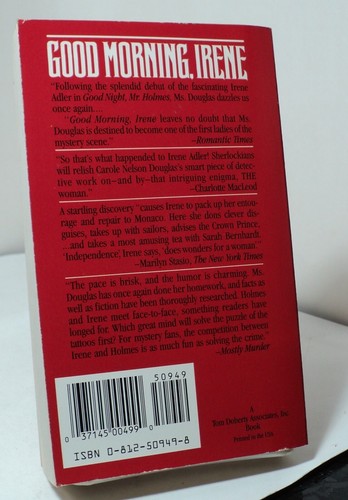 GOOD MORNING, IRENE
"Following the splendid debut of the fascinating Irene
Adler in Good Night, Mr. Holmes, Ms. Douglas dazzles us
once again. . .
"Good Morning, Irene leaves no doubt that Ms.
Douglas is destined to become one of the first ladies of the
mystery scene."
—Romantic Times
"So that's what happened to Irene Adler! Sherlockians
will relish Carole Nelson Douglas's smart piece of detec-
tive work on—and by—that intriguing enigma, THE
woman."
—Charlotte MacLeod
A startling discovery "causes Irene to pack up her entou-
rage and repair to Monaco. Here she dons clever dis-
guises, takes up with sailors, advises the Crown Prince,
...and takes a most amusing tea with Sarah Bernhardt.
'Independence', Irene says, 'does wonders for a woman.'"
—Marilyn Stasio, The New York Times
"The pace is brisk, and the humor is charming. Ms.
Douglas has once again done her homework, and facts as
well as fiction have been thoroughly researched. Holmes
and Irene meet face-to-face, something readers have
longed for. Which great mind will solve the puzzle of the
tattoos first? For mystery fans, the competition between
Irene and Holmes is as much fun as solving the crime."
—Mostly Murder
50949
0 37145 00499 0
ISBN 0-812-50949-8
A
Tom Doherty Associates, Inc.
Book
Printed in the USA